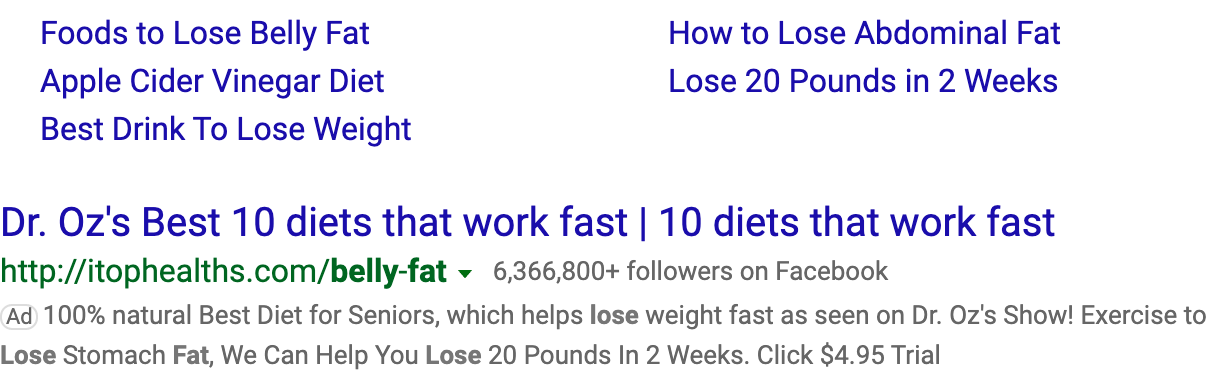 Foods to Lose Belly Fat
How to Lose Abdominal Fat
Apple Cider Vinegar Diet
Lose 20 Pounds in 2 Weeks
Best Drink To Lose Weight
Dr. Oz's Best 10 diets that work fast | 10 diets that work fast
http://itophealths.com/belly-fat 6,366,800+ followers on Facebook
Ad 100% natural Best Diet for Seniors, which helps lose weight fast as seen on Dr. Oz's Show! Exercise to
Lose Stomach Fat, We Can Help You Lose 20 Pounds In 2 Weeks. Click $4.95 Trial